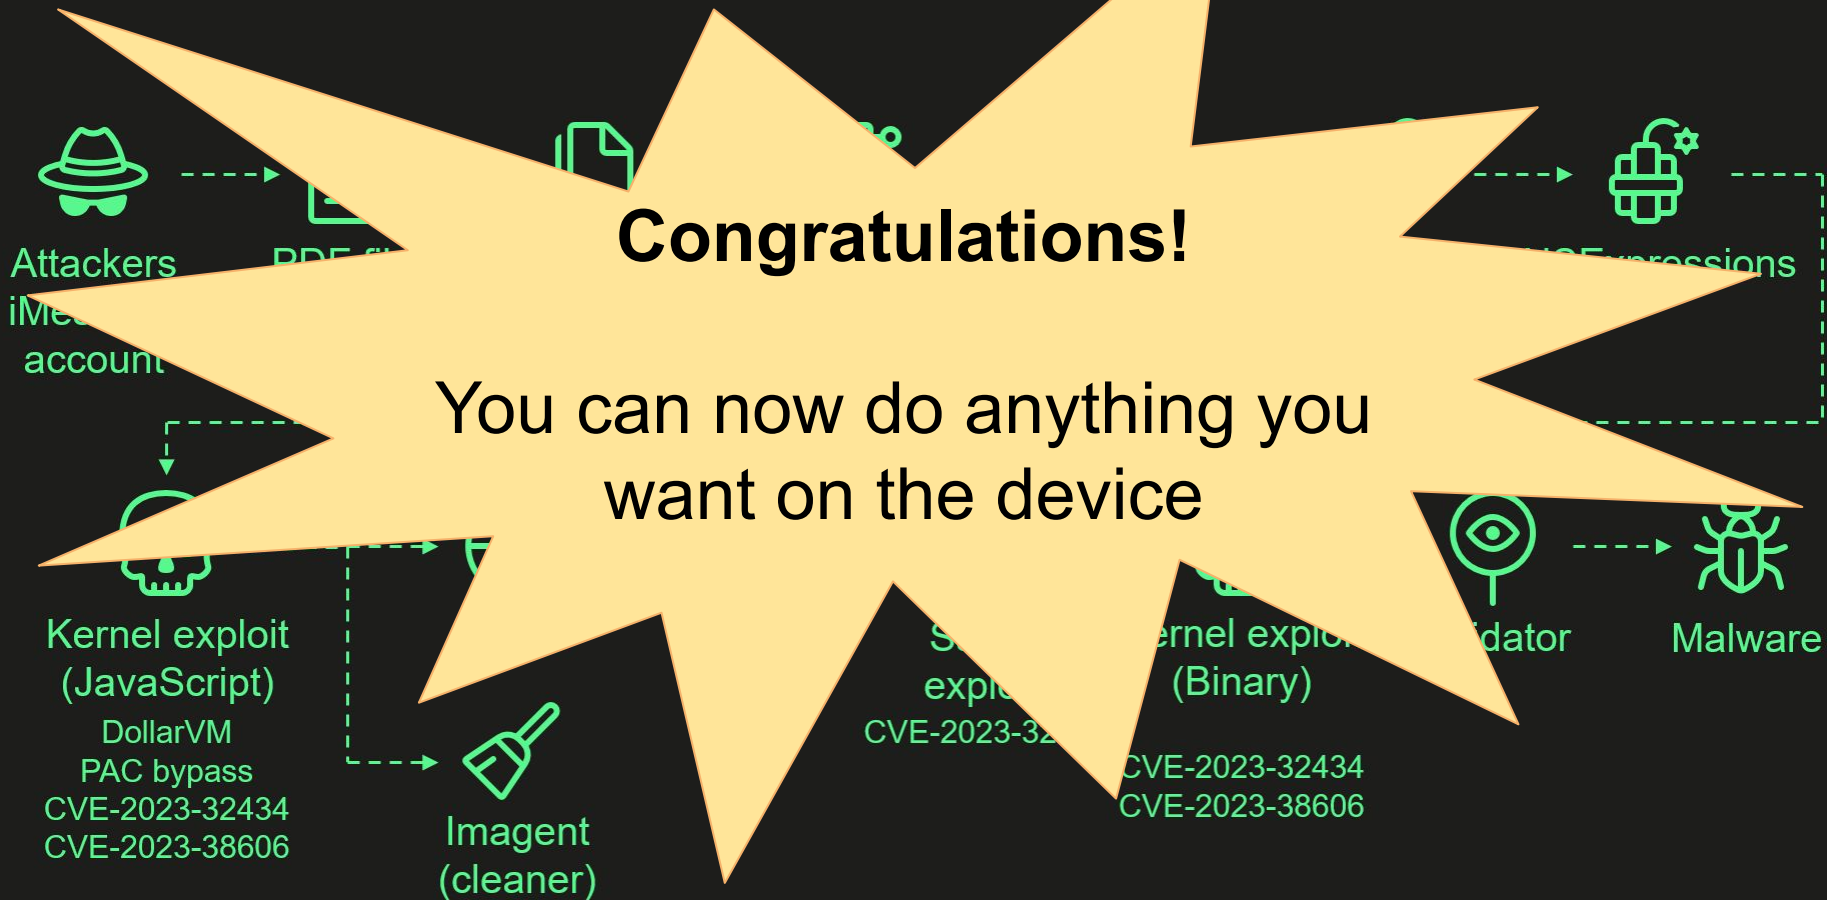 Congratulations!
You can now do anything you
want on the device
Attackers
account
Kernel exploit
(JavaScript)
DollarVM
PAC bypass
CVE-2023-32434
CVE-2023-38606
Imagent
(cleaner)
(Binary)
CVE-2023-32434
CVE-2023-38606
Malware